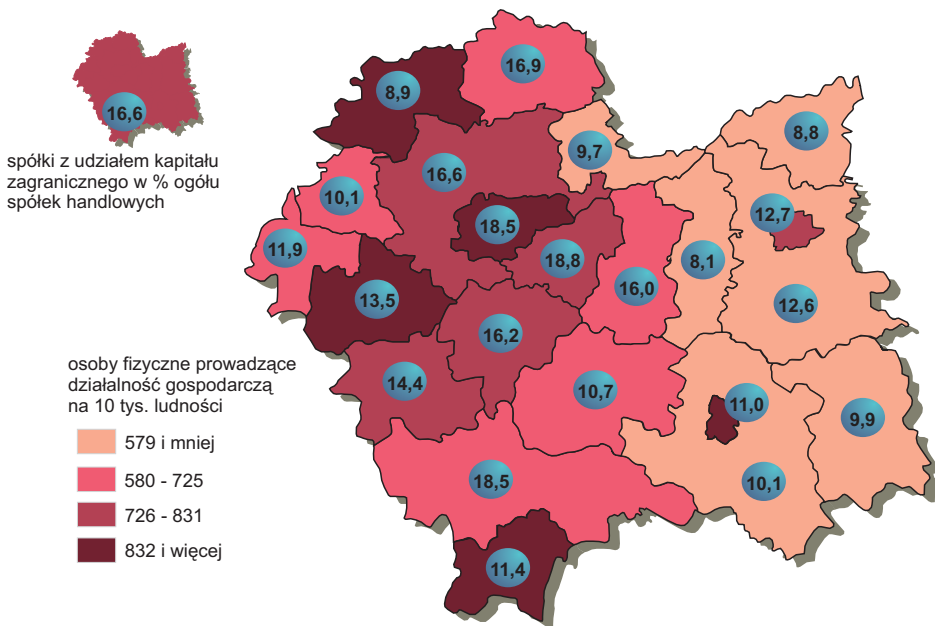 16,6
spółki z udziałem kapitału
zagranicznego w % ogółu
spółek handlowych
osoby fizyczne prowadzące
działalność gospodarczą
na 10 tys. ludności
579 i mniej
580 - 725
726 - 831
832 i więcej
16,9
8,9
8,8
9,7
16,6
10,1
12,7
18,5
11,9
18,8
8,1
16,0
13,5
12,6
16,2
14,4
10,7
11,0
9,9
18,5
10,1
11,4